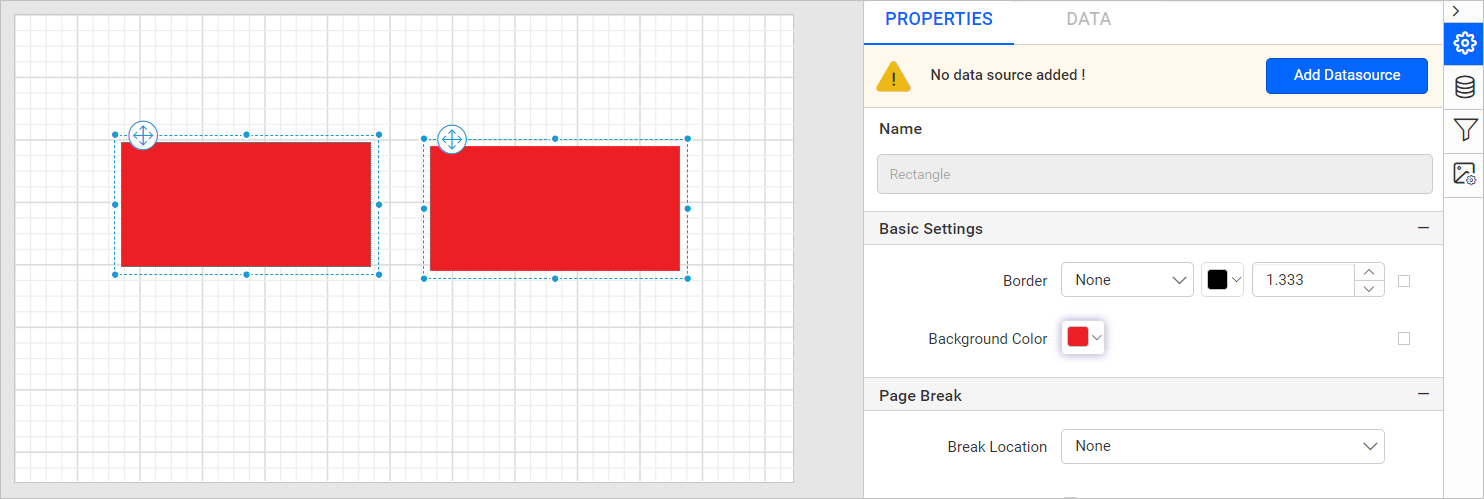 PROPERTIES DATA
No data source added ! Add Datasource
Name
Rectangle
Basic Settings
Border None 1.333
Background Color
Page Break
Break Location None